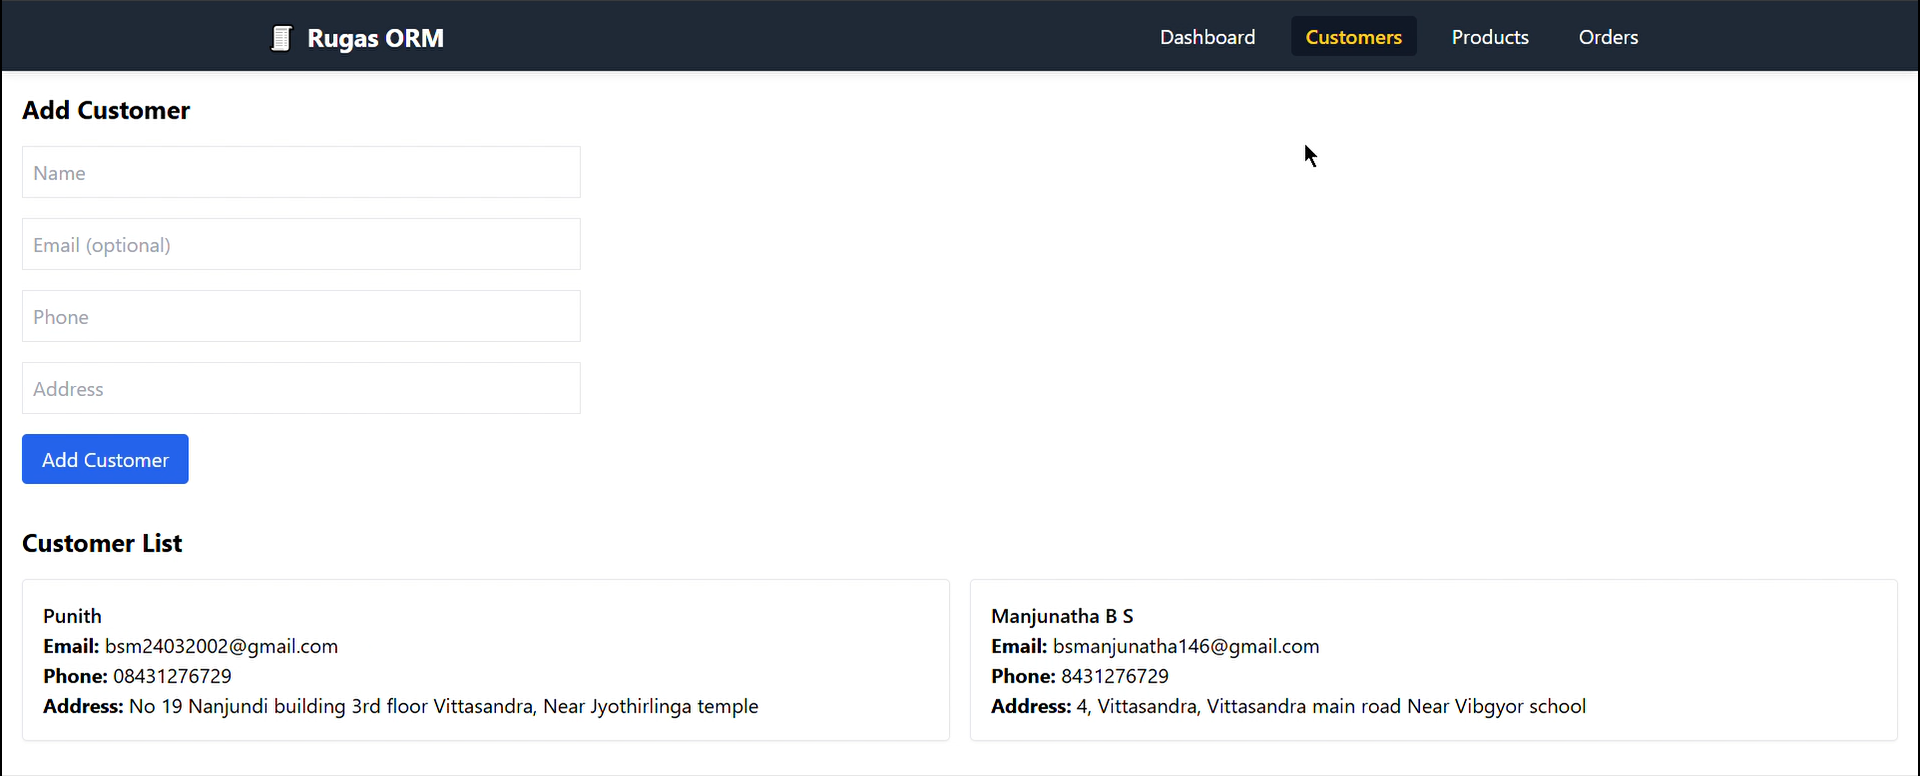 Rugas ORM
Dashboard Customers Products Orders
Add Customer
Name
Email (optional)
Phone
Address
Add Customer
Customer List
Punith
Email: bsm24032002@gmail.com
Phone: 08431276729
Address: No 19 Nanjundi building 3rd floor Vittasandra, Near Jyothirlinga temple
Manjunatha B S
Email: bsmanjunatha146@gmail.com
Phone: 8431276729
Address: 4, Vittasandra, Vittasandra main road Near Vibgyor school